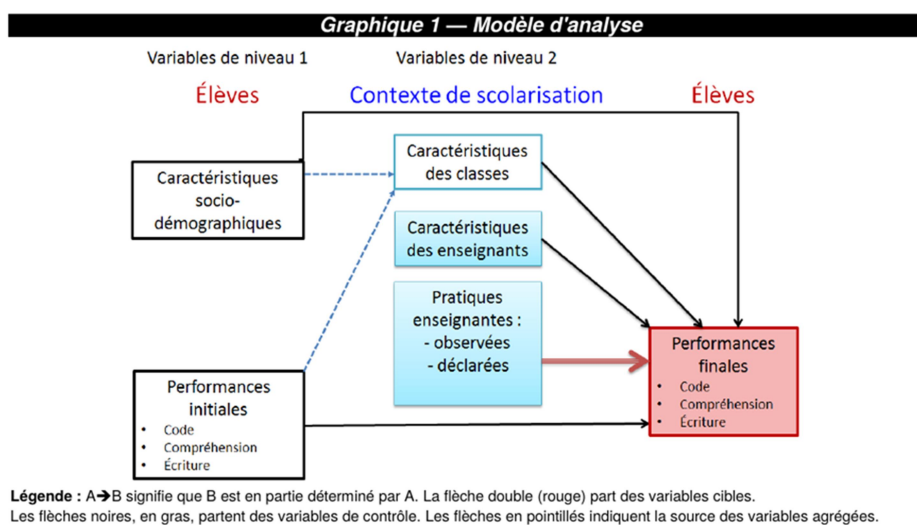 Graphique 1 — Modèle d'analyse
Variables de niveau 1
Variables de niveau 2
Élèves
Contexte de scolarisation
Élèves
Caractéristiques
socio-
démographiques
Caractéristiques
des classes
Caractéristiques
des enseignants
Pratiques
enseignantes :
- observées
- déclarées
Performances
initiales
• Code
• Compréhension
• Écriture
Performances
finales
• Code
• Compréhension
• Écriture
Légende : A➔B signifie que B est en partie déterminé par A. La flèche double (rouge) part des variables cibles.
Les flèches noires, en gras, partent des variables de contrôle. Les flèches en pointillés indiquent la source des variables agrégées.